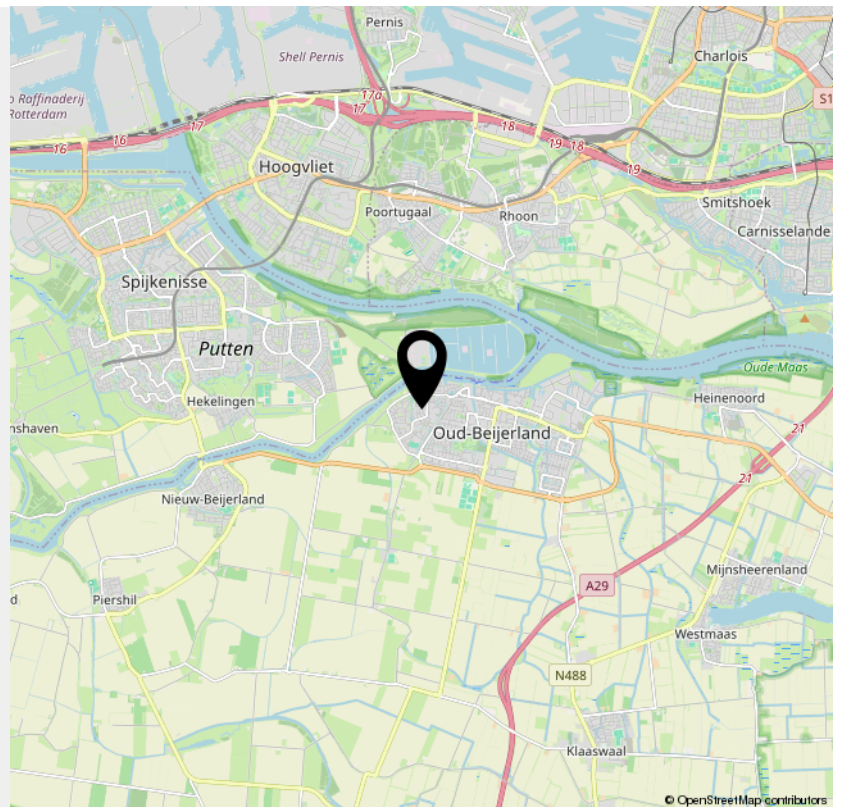 Pernis
Shell Pernis
Charlois
o Raffinaderij
Rotterdam
17a
17
S1
16
16
17
18
19
18
19
Hoogvliet
Poortugaal
Rhoon
Smitshoek
Carnisselande
Spijkenisse
Putten
Oude Maas
Hekelingen
Heinenoord
nshaven
Oud-Beijerland
21
21
Nieuw-Beijerland
A29
Mijnsheerenland
d
Piershil
Westmaas
N488
Klaaswaal
© OpenStreetMap contributors